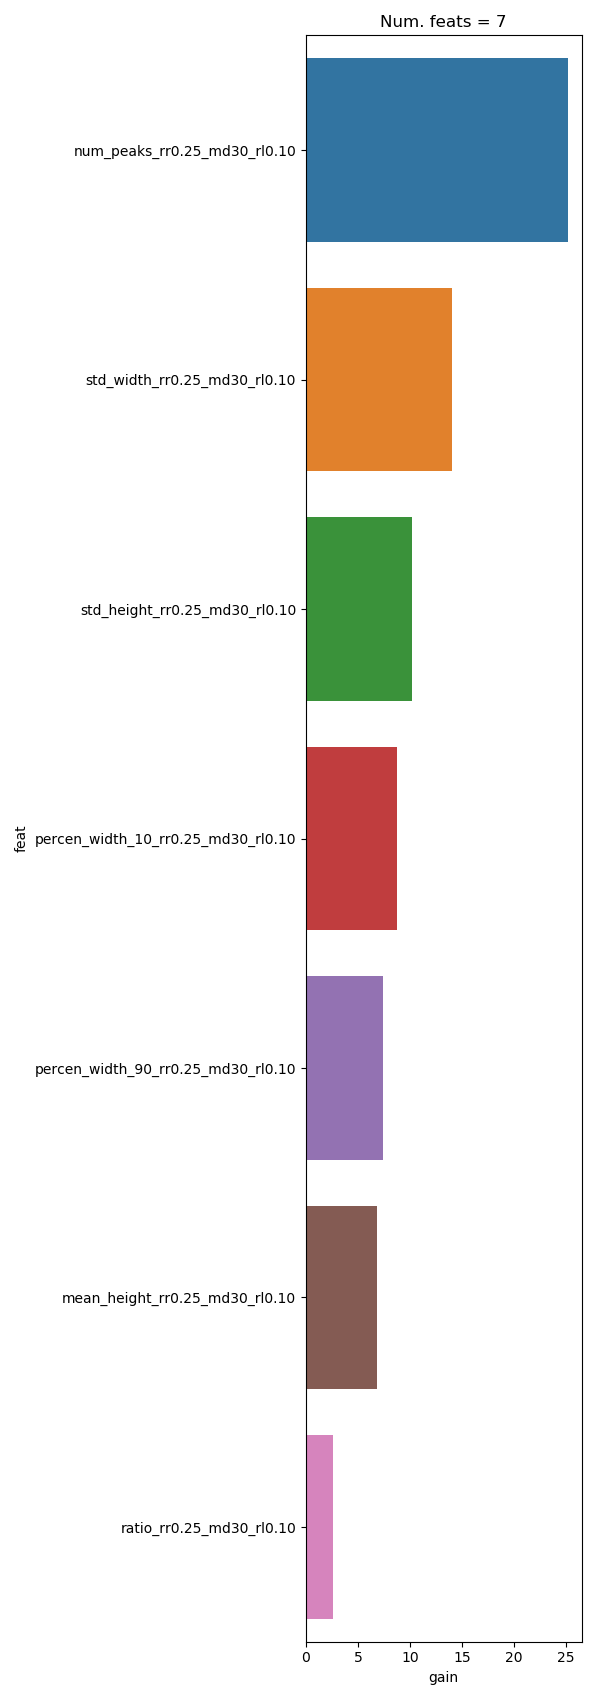 Num. feats = 7
num_peaks_rr0.25_md30_rl0.10
std_width_rr0.25_md30_rl0.10
std_height_rr0.25_md30_rl0.10
percen_width_10_rr0.25_md30_rl0.10
feat
percen_width_90_rr0.25_md30_rl0.10
mean_height_rr0.25_md30_rl0.10
ratio_rr0.25_md30_rl0.10
0 5 10 15 20 25
gain